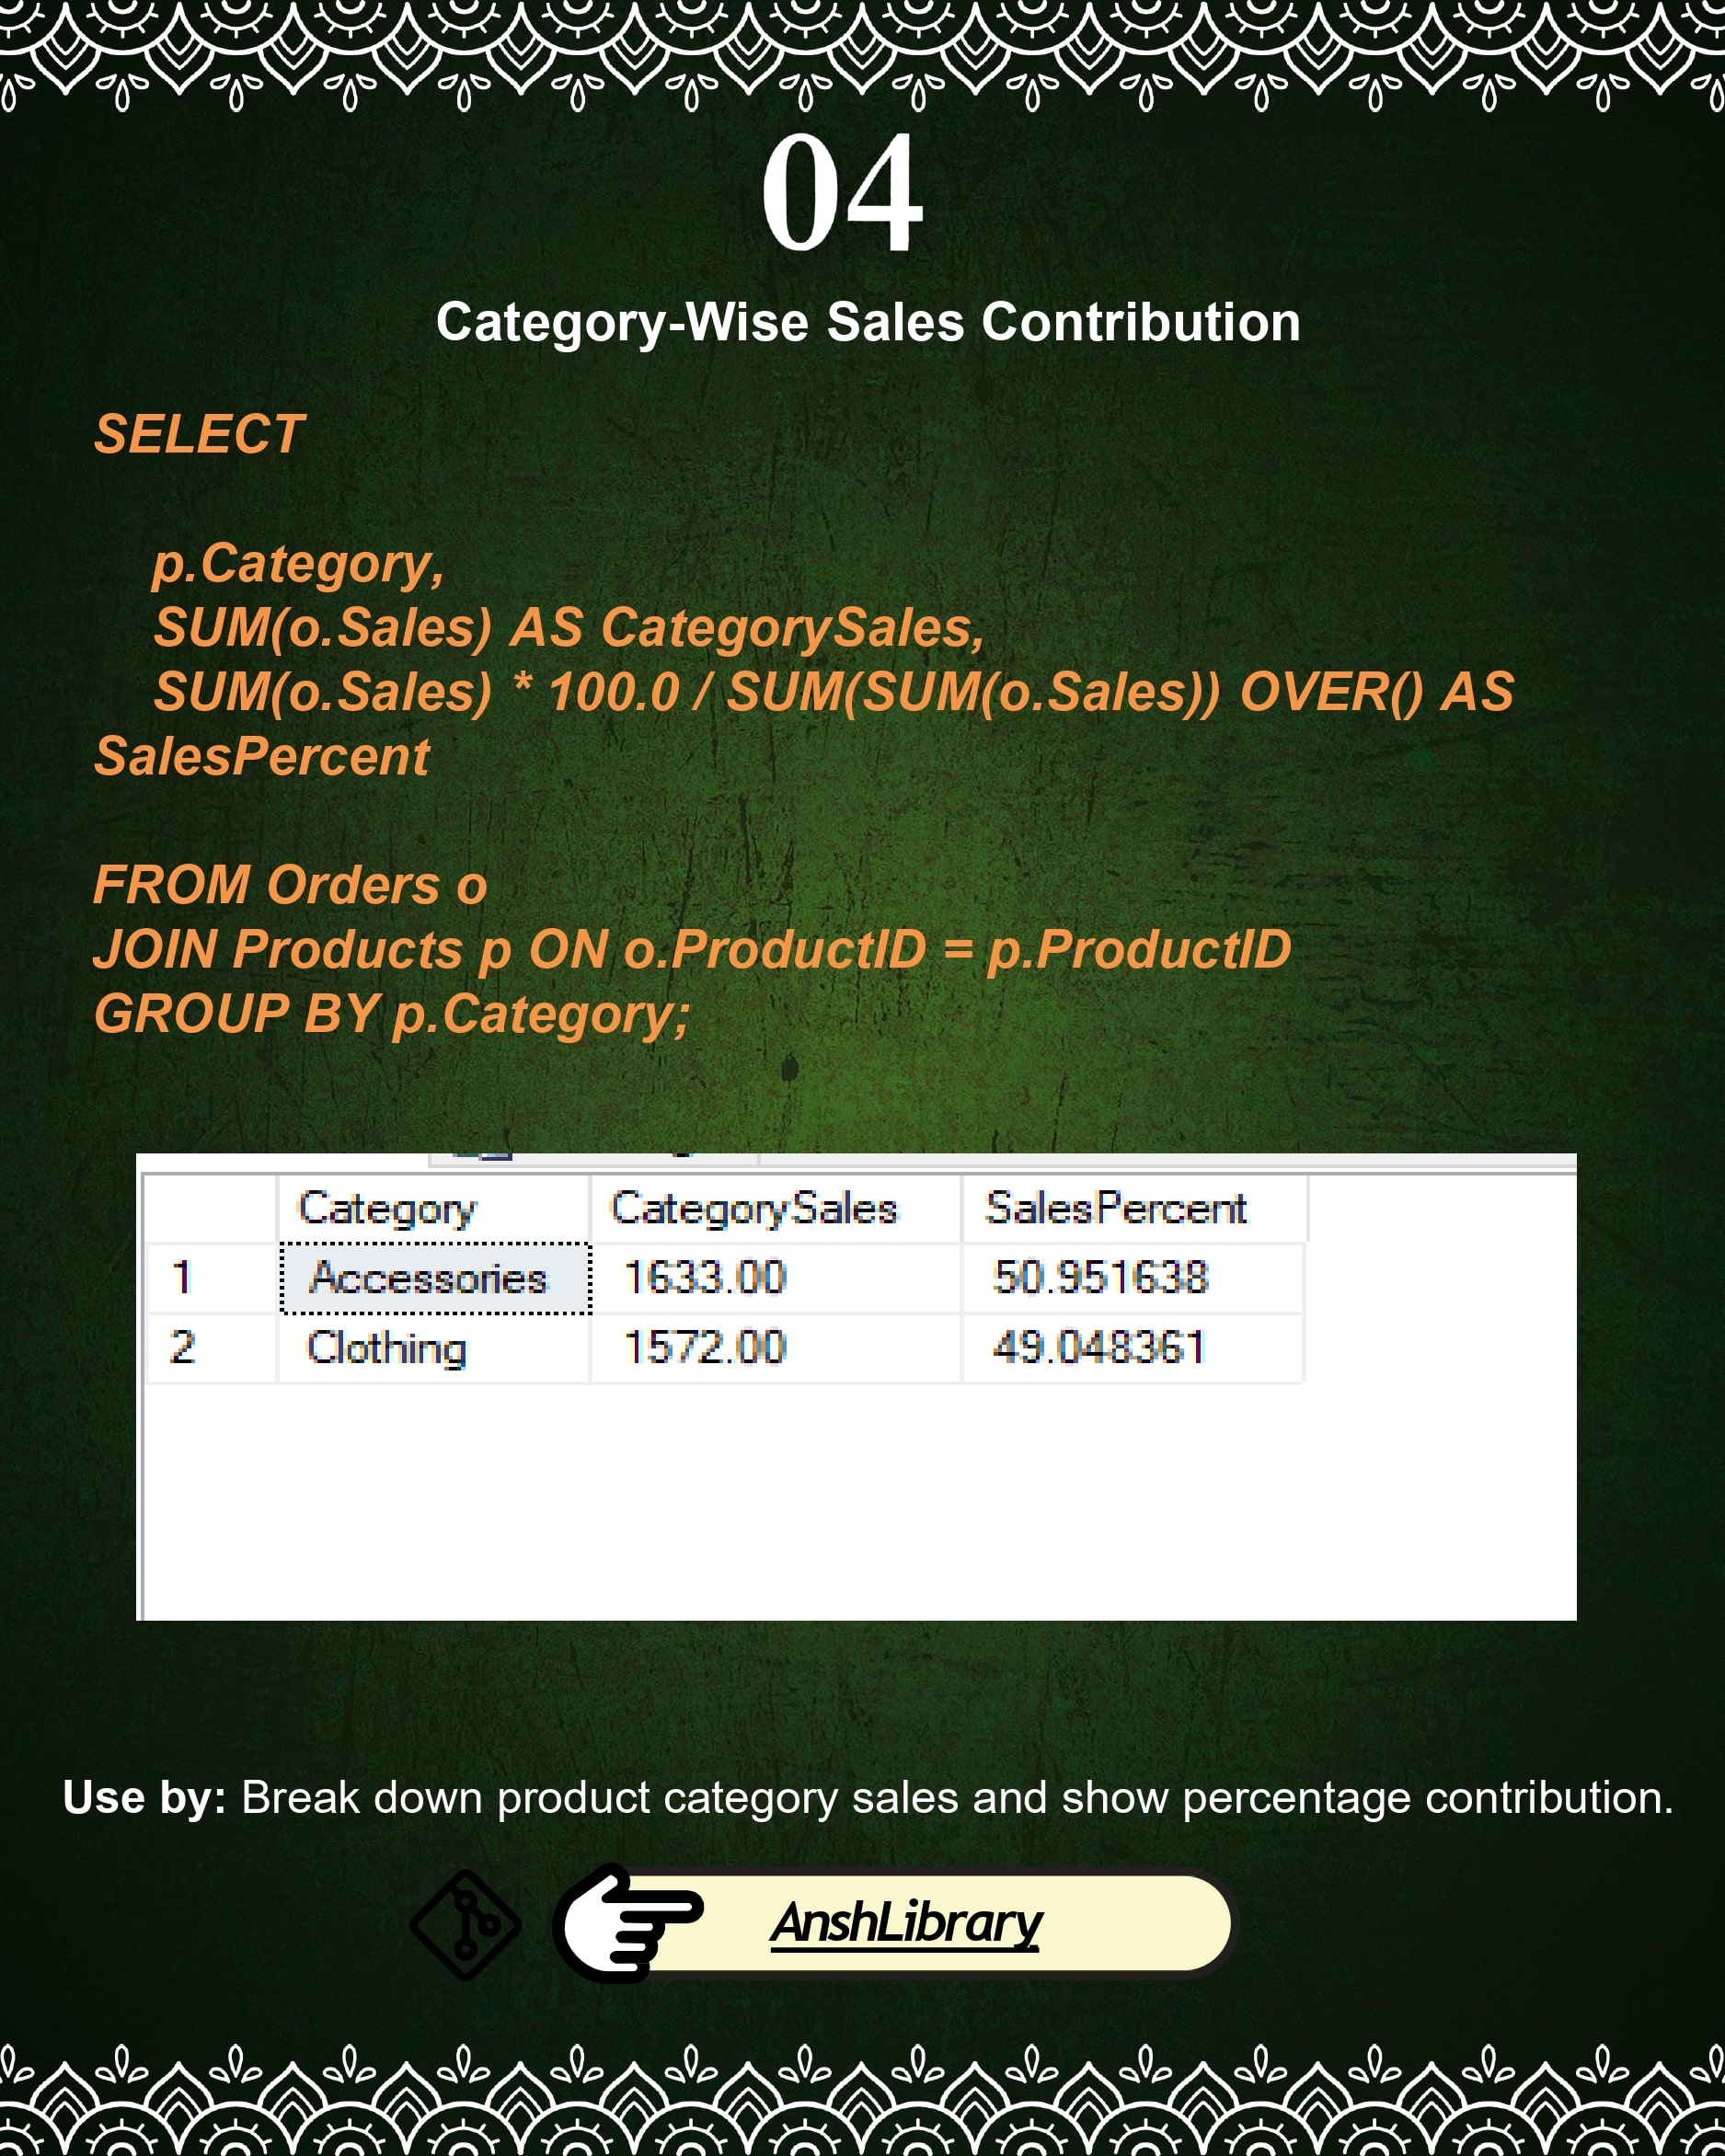 04
Category-Wise Sales Contribution
SELECT
p.Category,
SUM(o.Sales) AS CategorySales,
SUM(o.Sales) * 100.0 / SUM(SUM(o.Sales)) OVER() AS
SalesPercent
FROM Orders o
JOIN Products p ON o.ProductID = p.ProductID
GROUP BY p.Category;
Category CategorySales SalesPercent
1 Accessories 1633.00 50.951638
2 Clothing 1572.00 49.048361
Use by: Break down product category sales and show percentage contribution.
AnshLibrary